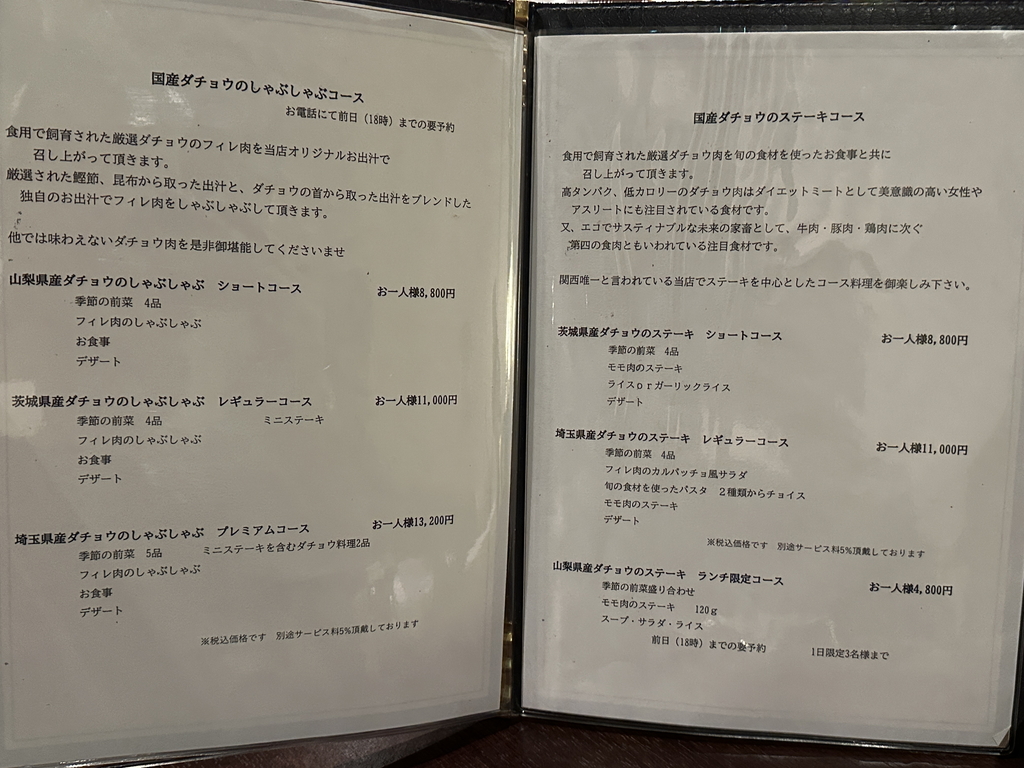 国産ダチョウのしゃぶしゃぶコース
お電話にて前日（18時）までの要予約
食用で飼育された厳選ダチョウのフィレ肉を当店オリジナルお出汁で
召し上がって頂きます。
厳選された鰹節、昆布から取った出汁と、ダチョウの首から取った出汁をブレンドした
独自のお出汁でフィレ肉をしゃぶしゃぶして頂きます。
他では味わえないダチョウ肉を是非御堪能してくださいませ
山梨県産ダチョウのしゃぶしゃぶ　ショートコース　お一人様8,800円
季節の前菜　4品
フィレ肉のしゃぶしゃぶ
お食事
デザート
茨城県産ダチョウのしゃぶしゃぶ　レギュラーコース　お一人様11,000円
季節の前菜　4品　ミニステーキ
フィレ肉のしゃぶしゃぶ
お食事
デザート
埼玉県産ダチョウのしゃぶしゃぶ　プレミアムコース　お一人様13,200円
季節の前菜　5品　ミニステーキを含むダチョウ料理2品
フィレ肉のしゃぶしゃぶ
お食事
デザート
※税込価格です　別途サービス料5%頂戴しております
国産ダチョウのステーキコース
食用で飼育された厳選ダチョウ肉を旬の食材を使ったお食事と共に
召し上がって頂きます。
高タンパク、低カロリーのダチョウ肉はダイエットミートとして美意識の高い女性や
アスリートにも注目されている食材です。
又、エコでサスティナブルな未来の家畜として、牛肉・豚肉・鶏肉に次ぐ
第四の食肉ともいわれている注目食材です。
関西唯一と言われている当店でステーキを中心としたコース料理を御楽しみ下さい。
茨城県産ダチョウのステーキ　ショートコース　お一人様8,800円
季節の前菜　4品
モモ肉のステーキ
ライスｏｒガーリックライス
デザート
埼玉県産ダチョウのステーキ　レギュラーコース　お一人様11,000円
季節の前菜　4品
フィレ肉のカルパッチョ風サラダ
旬の食材を使ったパスタ　２種類からチョイス
モモ肉のステーキ
デザート
※税込価格です　別途サービス料5%頂戴しております
山梨県産ダチョウのステーキ　ランチ限定コース　お一人様4,800円
季節の前菜盛り合わせ
モモ肉のステーキ　120ｇ
スープ・サラダ・ライス
前日（18時）までの要予約　1日限定3名様まで